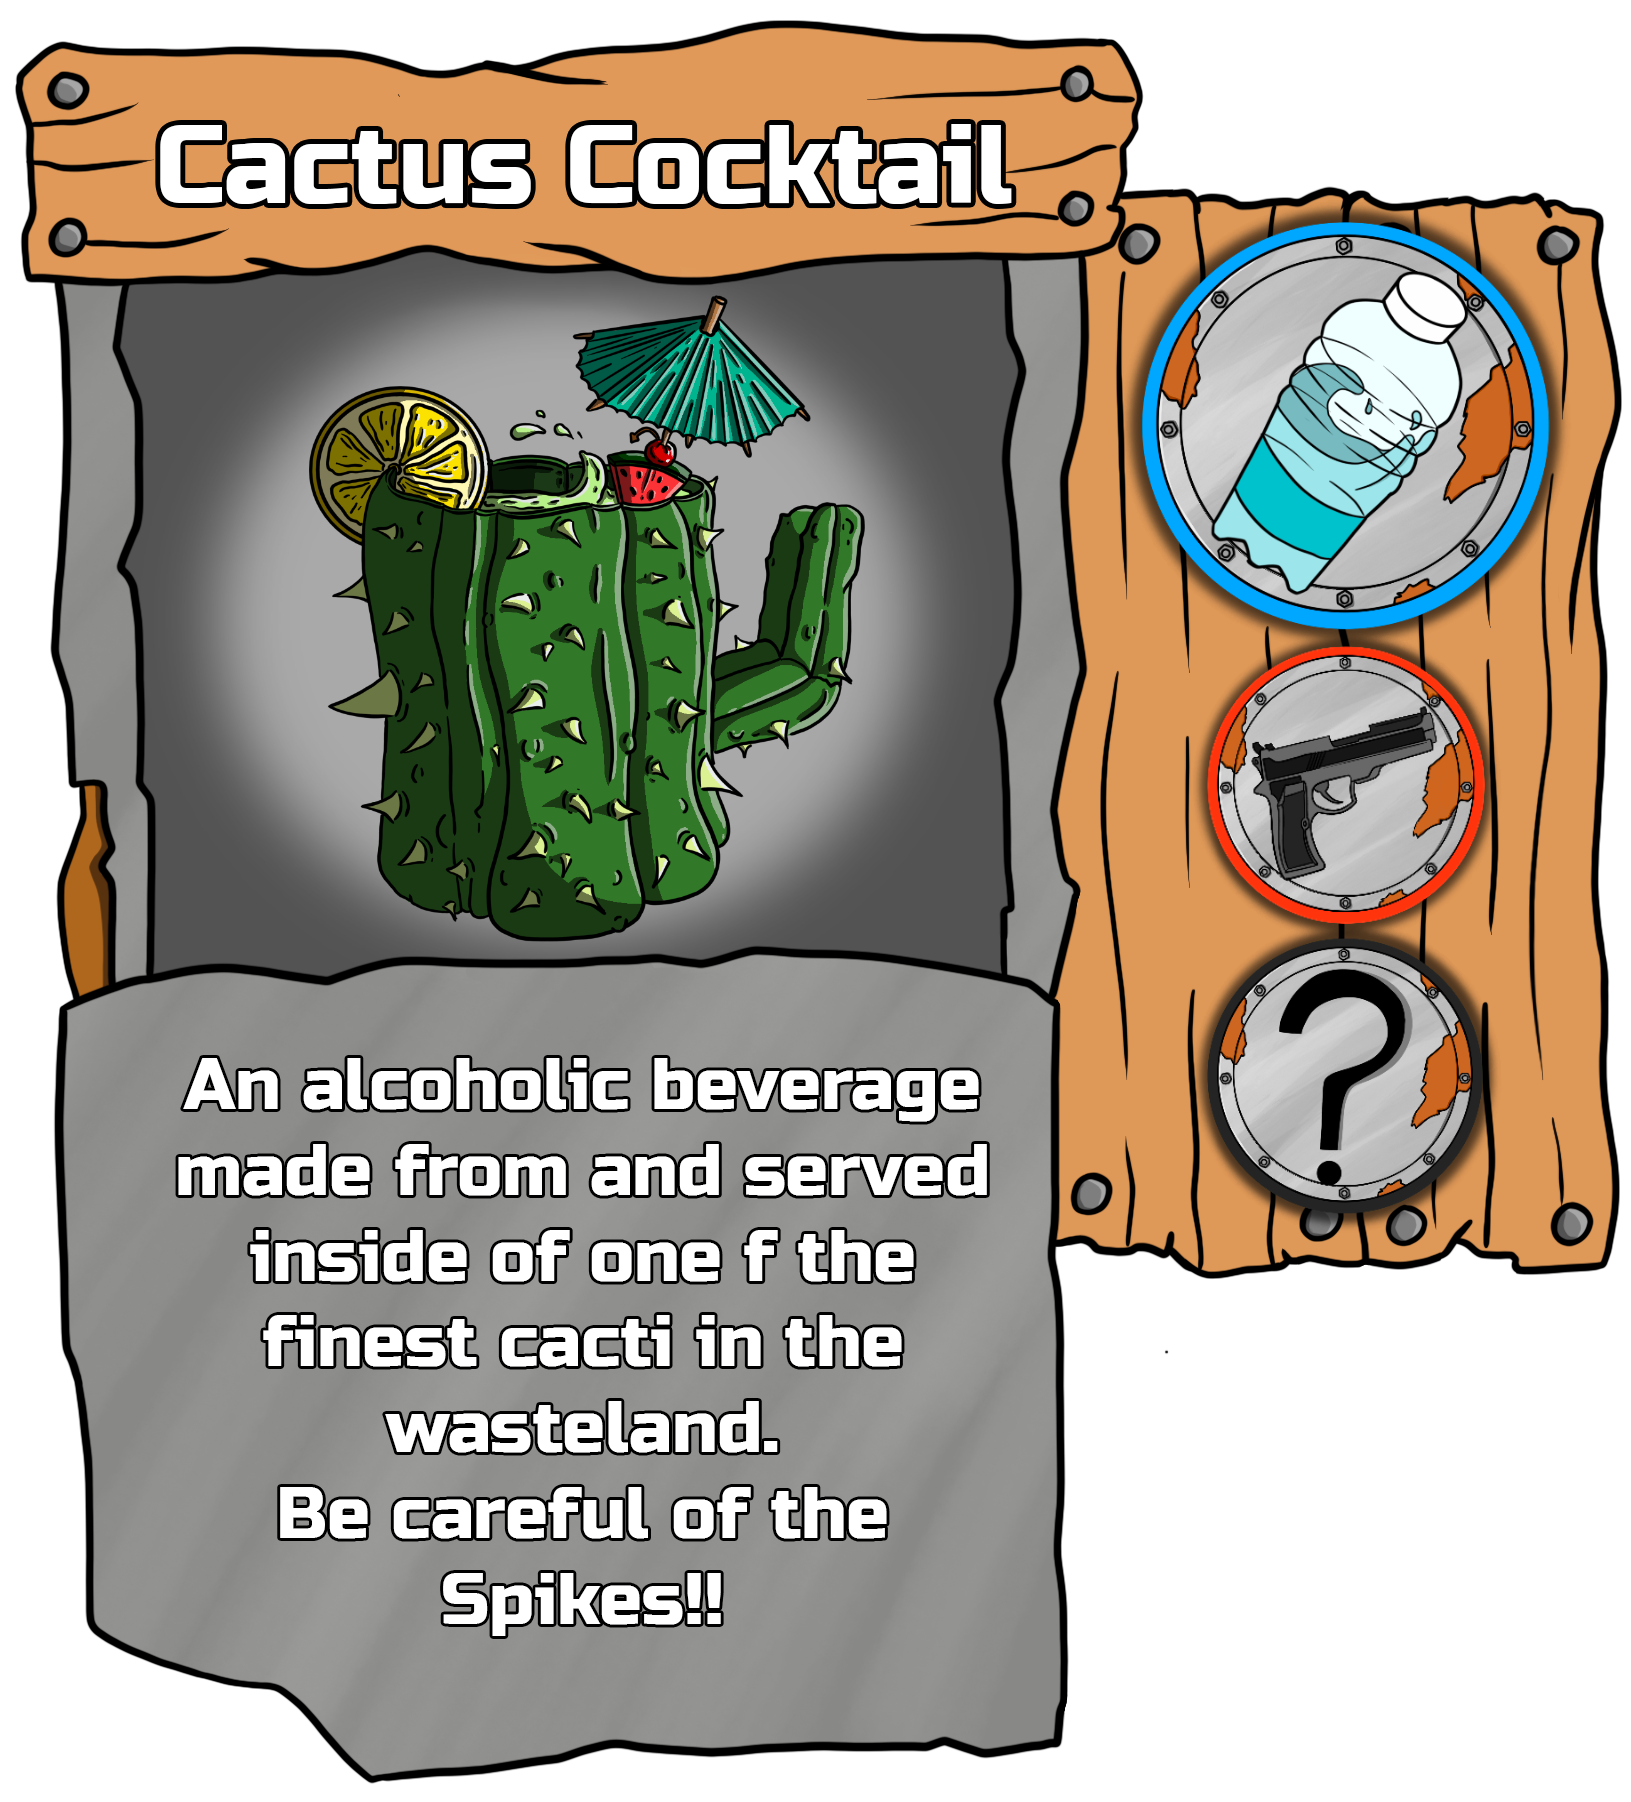 Cactus Cocktail
An alcoholic beverage
made from and served
inside of one f the
finest cacti in the
wasteland.
Be careful of the
Spikes!!
?